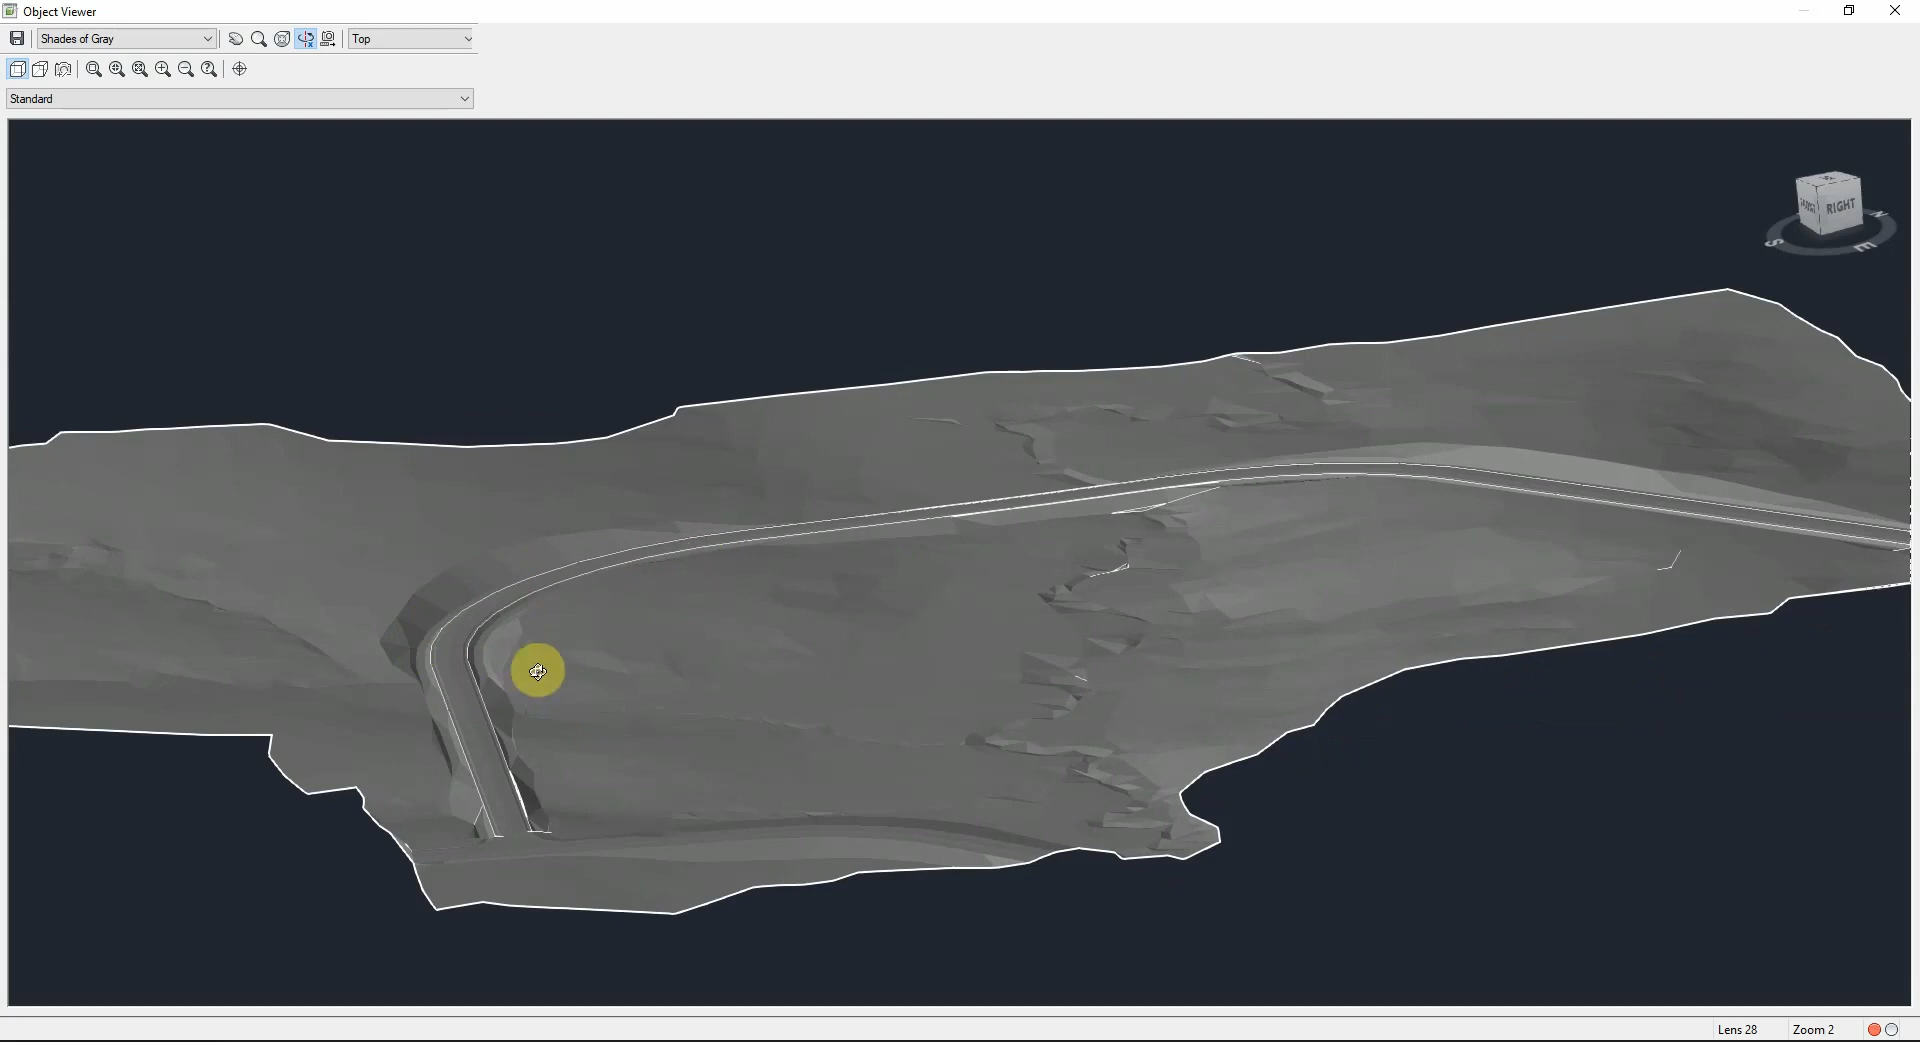 Object Viewer
Shades of Gray
Top
Standard
RIGHT
N
S
E
Lens 28
Zoom 2